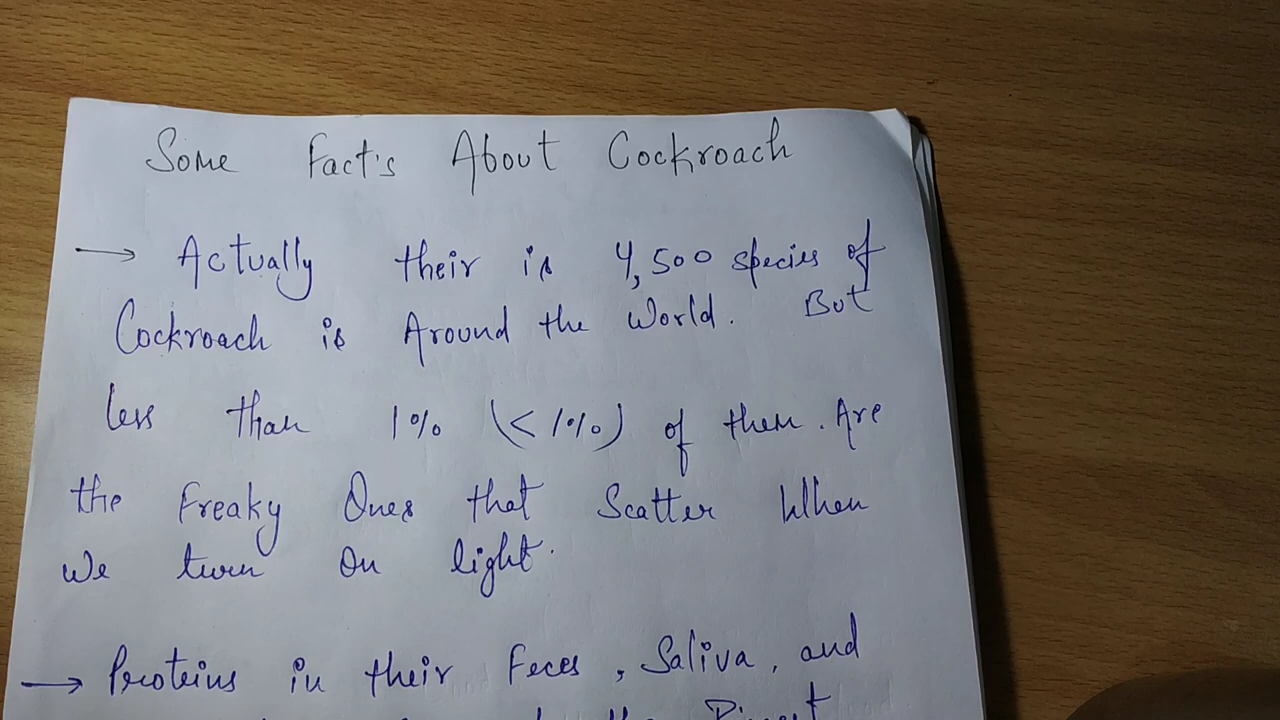 Some Fact's About Cockroach
→ Actually their is 4,500 species of
Cockroach is Around the World. But
less than 1% (<1%) of them. Are
the Freaky Ones that Scatter When
We turn On light.
→ Proteins in their Feces, Saliva, and